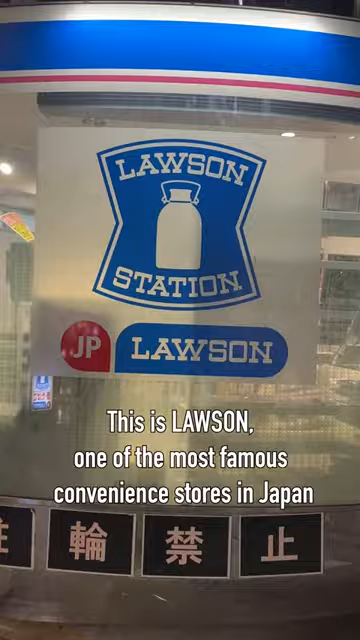 LAWSON
STATION
JP LAWSON
This is LAWSON,
one of the most famous
convenience stores in Japan
輪 禁 止